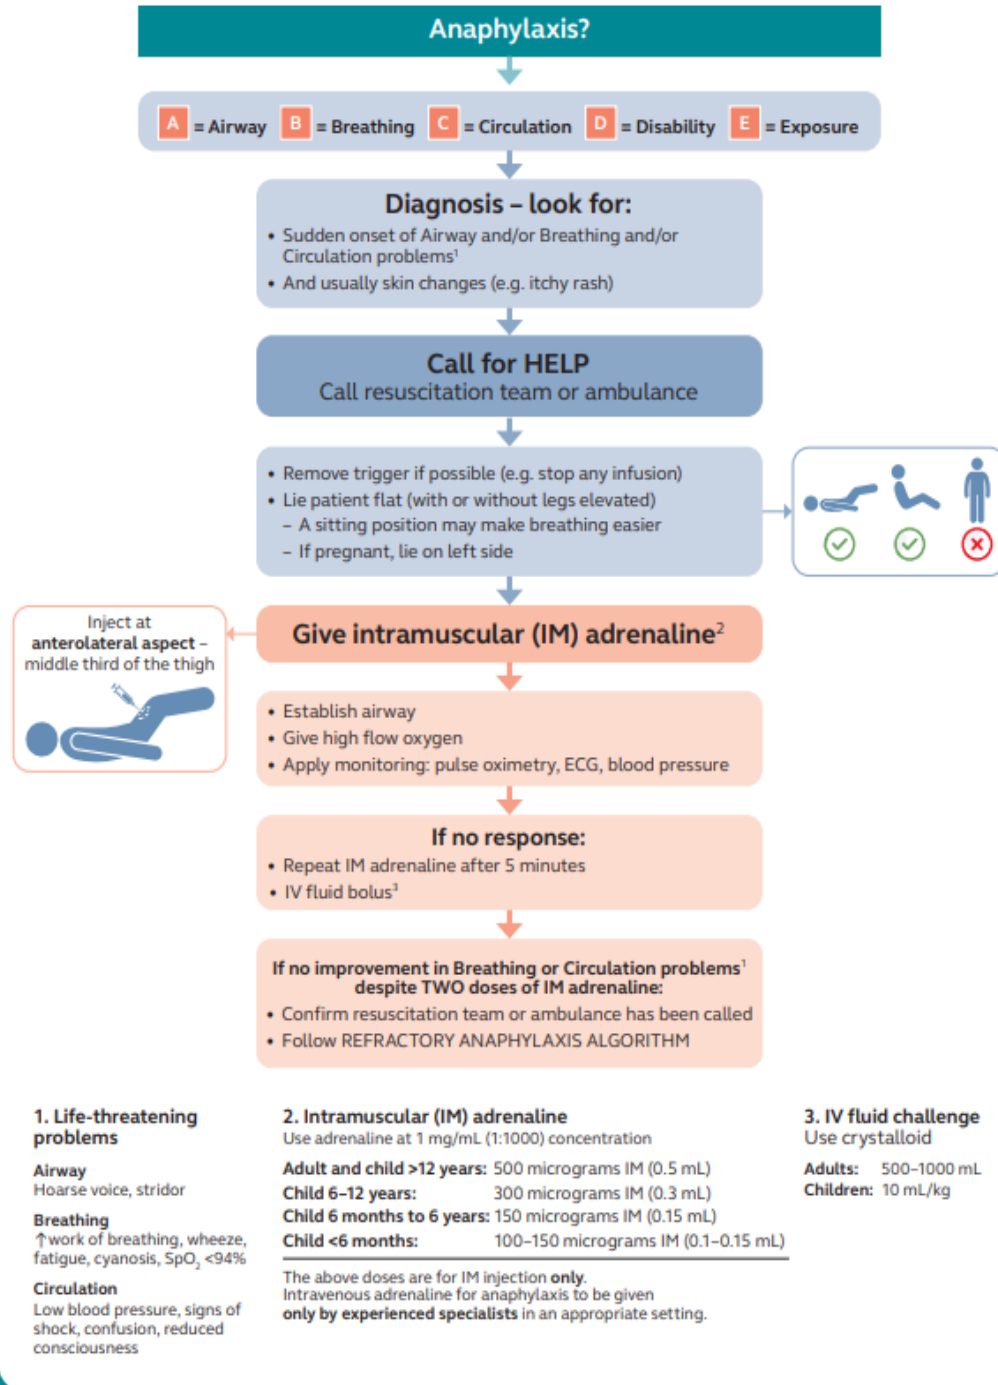 Anaphylaxis?
A = Airway B = Breathing C = Circulation D = Disability E = Exposure
Diagnosis – look for:
• Sudden onset of Airway and/or Breathing and/or
Circulation problems¹
• And usually skin changes (e.g. itchy rash)
Call for HELP
Call resuscitation team or ambulance
• Remove trigger if possible (e.g. stop any infusion)
• Lie patient flat (with or without legs elevated)
– A sitting position may make breathing easier
– If pregnant, lie on left side
Inject at
anterolateral aspect –
middle third of the thigh
Give intramuscular (IM) adrenaline²
• Establish airway
• Give high flow oxygen
• Apply monitoring: pulse oximetry, ECG, blood pressure
If no response:
• Repeat IM adrenaline after 5 minutes
• IV fluid bolus³
If no improvement in Breathing or Circulation problems¹
despite TWO doses of IM adrenaline:
• Confirm resuscitation team or ambulance has been called
• Follow REFRACTORY ANAPHYLAXIS ALGORITHM
1. Life-threatening
problems
Airway
Hoarse voice, stridor
Breathing
↑work of breathing, wheeze,
fatigue, cyanosis, SpO₂ <94%
Circulation
Low blood pressure, signs of
shock, confusion, reduced
consciousness
2. Intramuscular (IM) adrenaline
Use adrenaline at 1 mg/mL (1:1000) concentration
Adult and child >12 years: 500 micrograms IM (0.5 mL)
Child 6–12 years: 300 micrograms IM (0.3 mL)
Child 6 months to 6 years: 150 micrograms IM (0.15 mL)
Child <6 months: 100–150 micrograms IM (0.1–0.15 mL)
The above doses are for IM injection only.
Intravenous adrenaline for anaphylaxis to be given
only by experienced specialists in an appropriate setting.
3. IV fluid challenge
Use crystalloid
Adults: 500–1000 mL
Children: 10 mL/kg